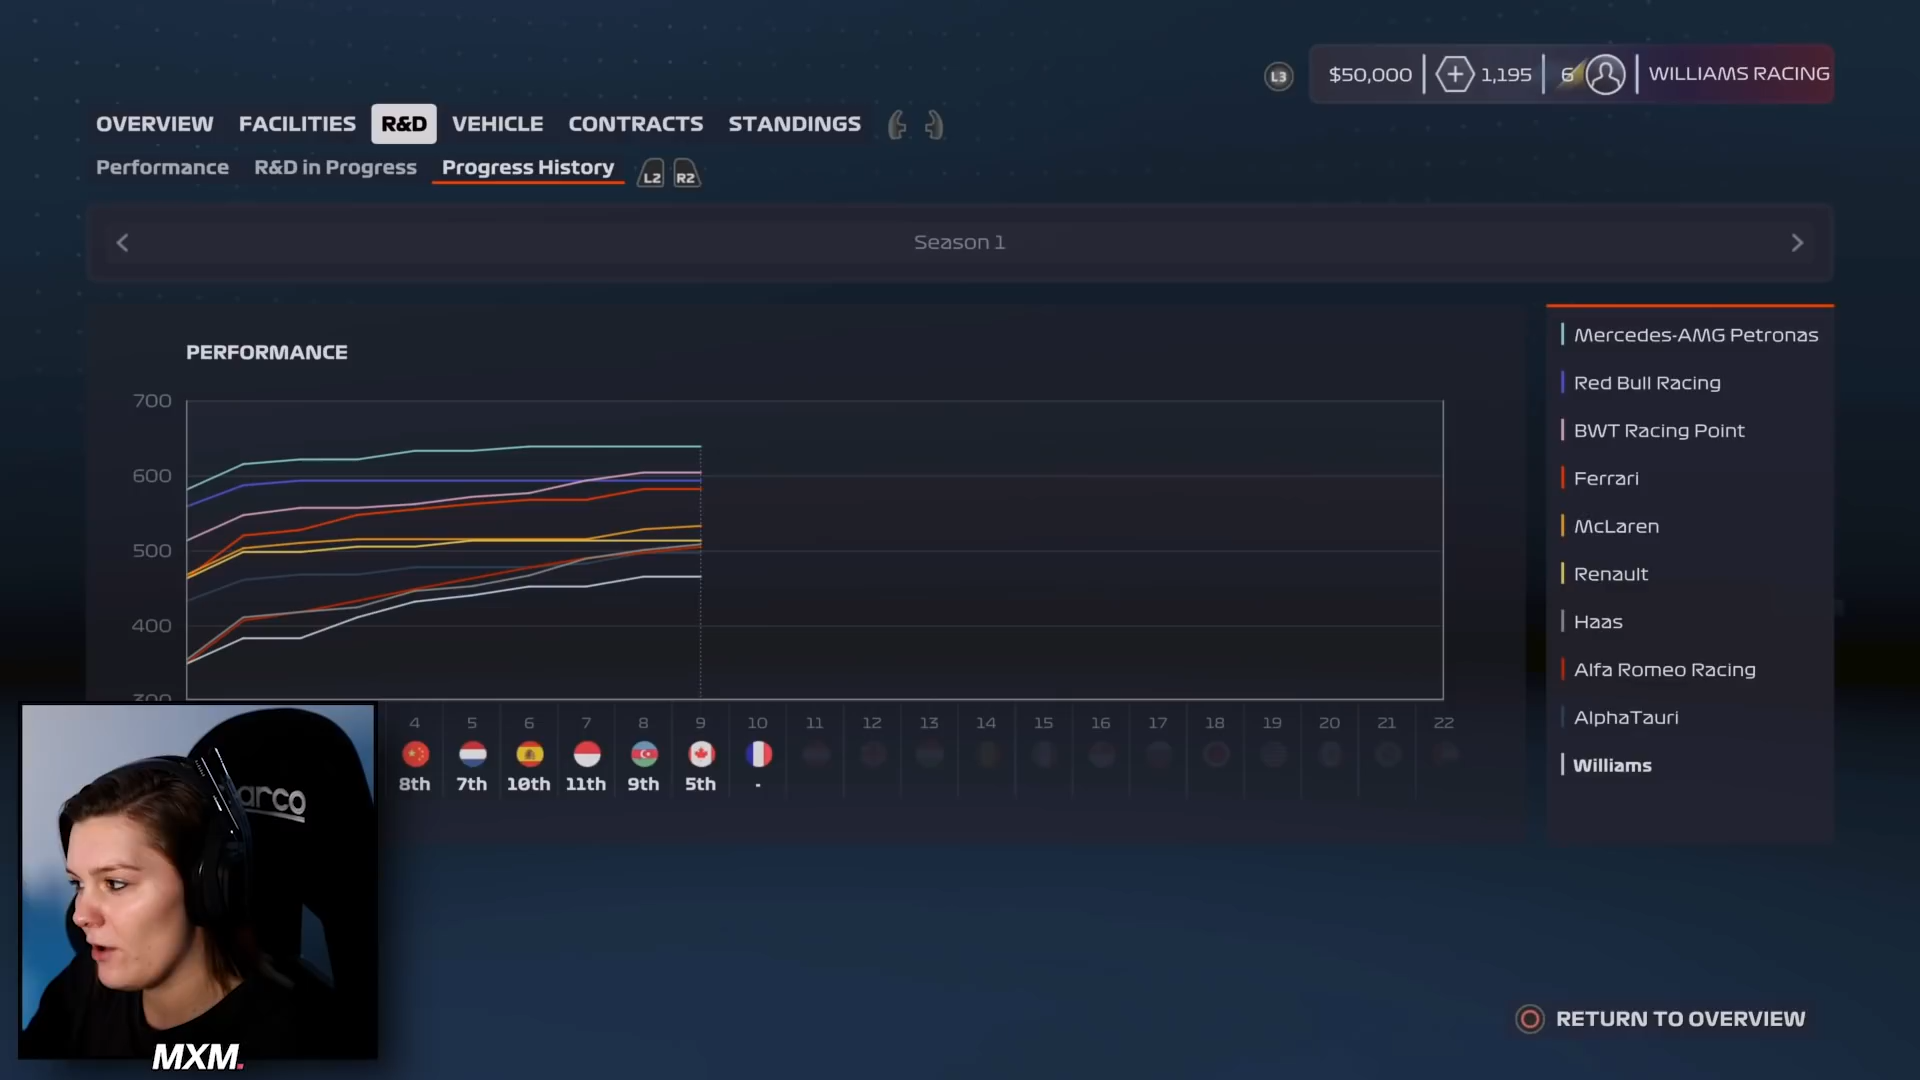 L3
$50,000
1,195
6
WILLIAMS RACING
OVERVIEW FACILITIES R&D VEHICLE CONTRACTS STANDINGS
Performance R&D in Progress Progress History L2 R2
Season 1
PERFORMANCE
700
600
500
400
300
4 5 6 7 8 9 10 11 12 13 14 15 16 17 18 19 20 21 22
8th 7th 10th 11th 9th 5th -
Mercedes-AMG Petronas
Red Bull Racing
BWT Racing Point
Ferrari
McLaren
Renault
Haas
Alfa Romeo Racing
AlphaTauri
Williams
arco
MXM.
RETURN TO OVERVIEW